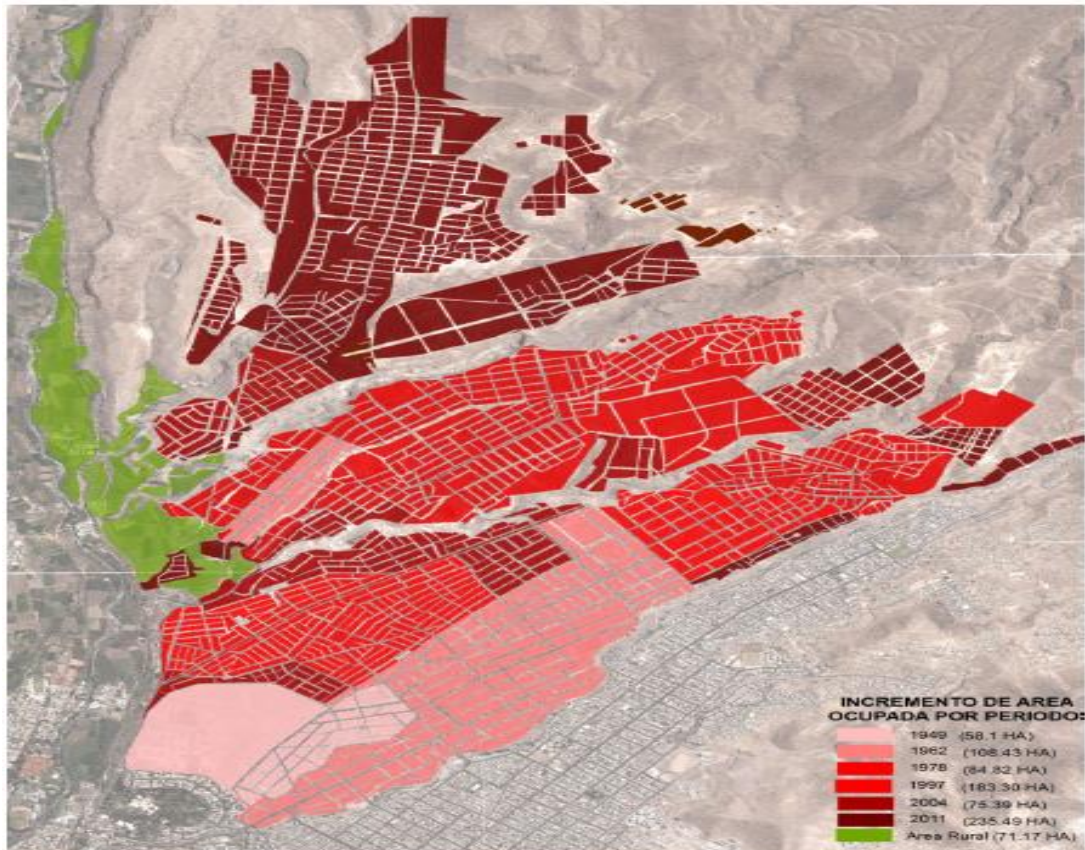 INCREMENTO DE AREA
OCUPADA POR PERIODOS
1949 (58.1 HA)
1962 (108.43 HA)
1978 (84.82 HA)
1997 (183.30 HA)
2004 (75.39 HA)
2011 (235.49 HA)
Area Rural (71.17 HA)